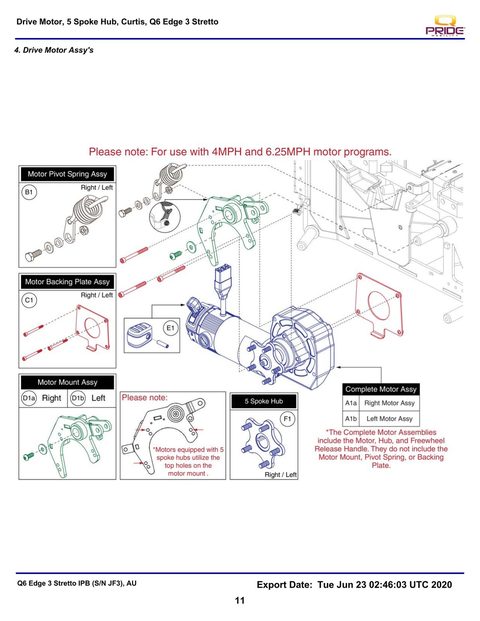 Drive Motor, 5 Spoke Hub, Curtis, Q6 Edge 3 Stretto
Q
PRIDE
4. Drive Motor Assy's
Please note: For use with 4MPH and 6.25MPH motor programs.
Motor Pivot Spring Assy
B1
Right / Left
Motor Backing Plate Assy
C1
Right / Left
E1
Motor Mount Assy
D1a Right D1b Left
Please note:
*Motors equipped with 5
spoke hubs utilize the
top holes on the
motor mount .
5 Spoke Hub
F1
Right / Left
Complete Motor Assy
A1a Right Motor Assy
A1b Left Motor Assy
*The Complete Motor Assemblies
include the Motor, Hub, and Freewheel
Release Handle. They do not include the
Motor Mount, Pivot Spring, or Backing
Plate.
Q6 Edge 3 Stretto IPB (S/N JF3), AU
Export Date: Tue Jun 23 02:46:03 UTC 2020
11